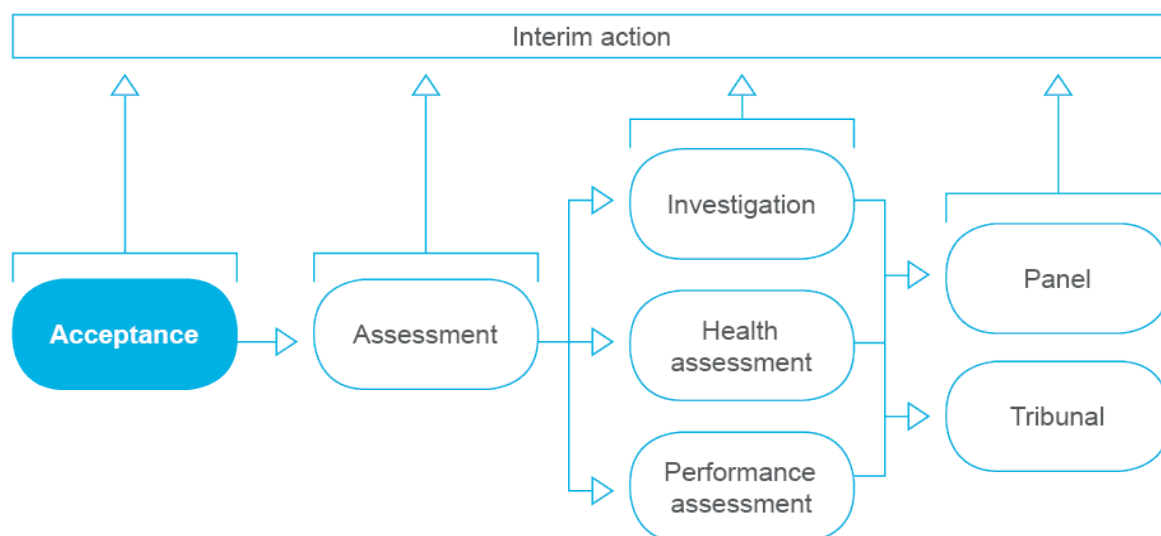 Interim action
Acceptance
Assessment
Investigation
Health
assessment
Performance
assessment
Panel
Tribunal